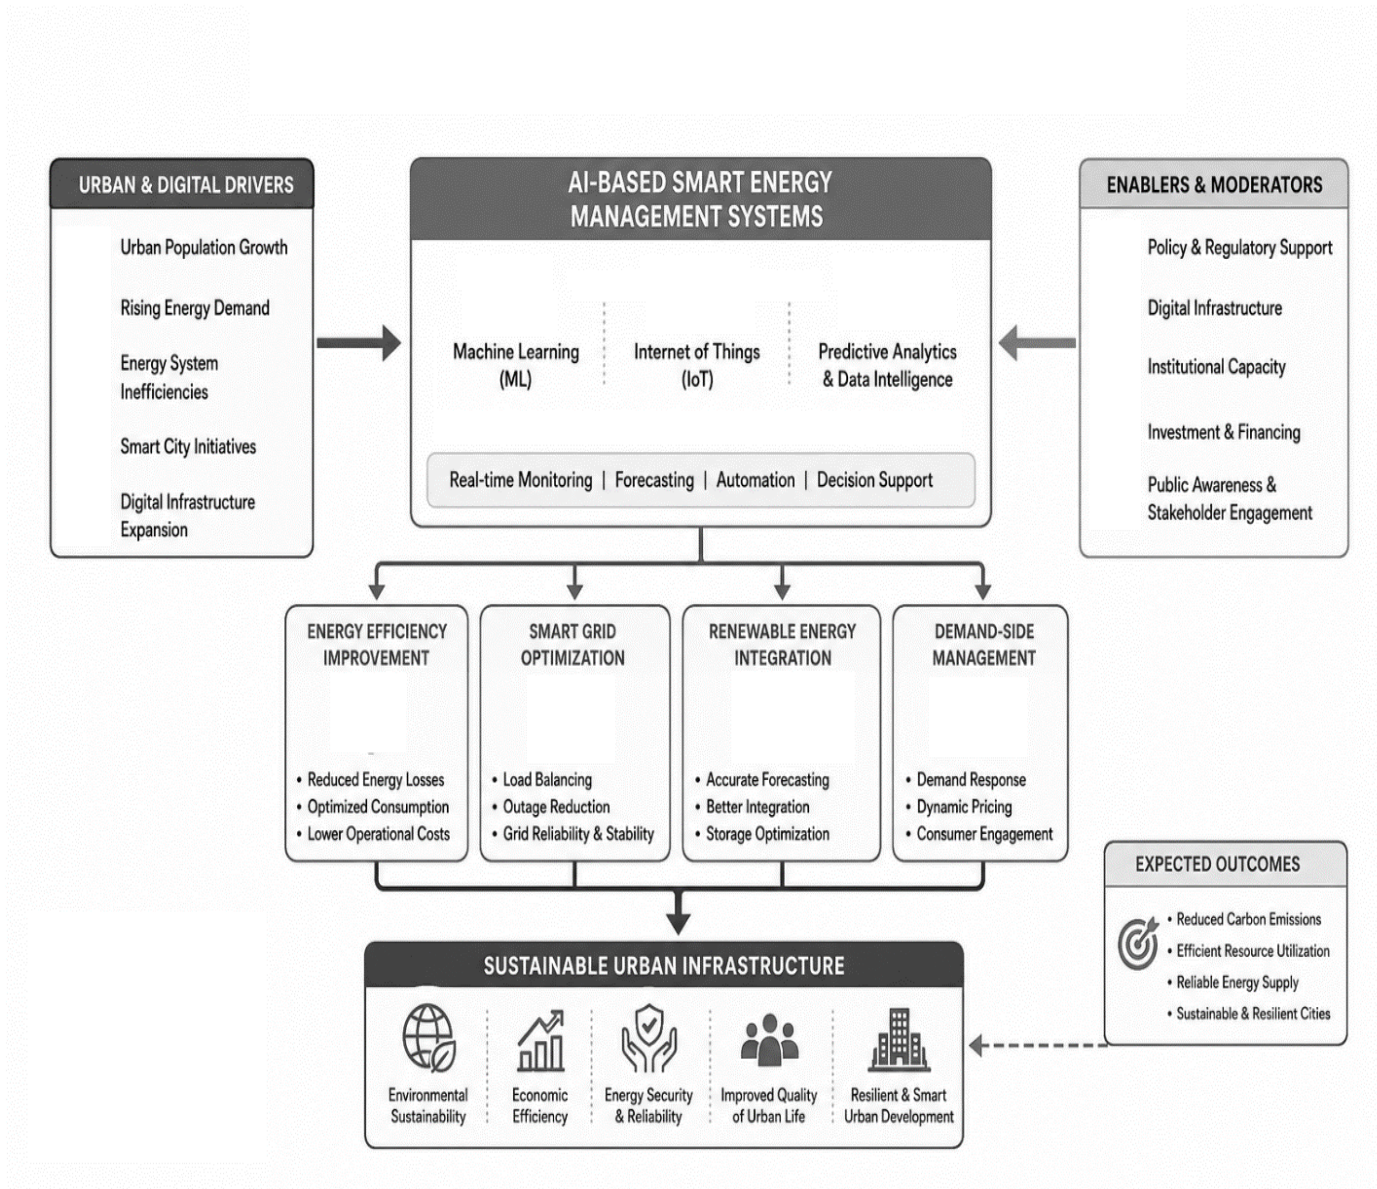 URBAN & DIGITAL DRIVERS
Urban Population Growth
Rising Energy Demand
Energy System
Inefficiencies
Smart City Initiatives
Digital Infrastructure
Expansion
AI-BASED SMART ENERGY
MANAGEMENT SYSTEMS
Machine Learning
(ML)
Internet of Things
(IoT)
Predictive Analytics
& Data Intelligence
Real-time Monitoring | Forecasting | Automation | Decision Support
ENABLERS & MODERATORS
Policy & Regulatory Support
Digital Infrastructure
Institutional Capacity
Investment & Financing
Public Awareness &
Stakeholder Engagement
ENERGY EFFICIENCY
IMPROVEMENT
• Reduced Energy Losses
• Optimized Consumption
• Lower Operational Costs
SMART GRID
OPTIMIZATION
• Load Balancing
• Outage Reduction
• Grid Reliability & Stability
RENEWABLE ENERGY
INTEGRATION
• Accurate Forecasting
• Better Integration
• Storage Optimization
DEMAND-SIDE
MANAGEMENT
• Demand Response
• Dynamic Pricing
• Consumer Engagement
EXPECTED OUTCOMES
• Reduced Carbon Emissions
• Efficient Resource Utilization
• Reliable Energy Supply
• Sustainable & Resilient Cities
SUSTAINABLE URBAN INFRASTRUCTURE
Environmental
Sustainability
Economic
Efficiency
Energy Security
& Reliability
Improved Quality
of Urban Life
Resilient & Smart
Urban Development